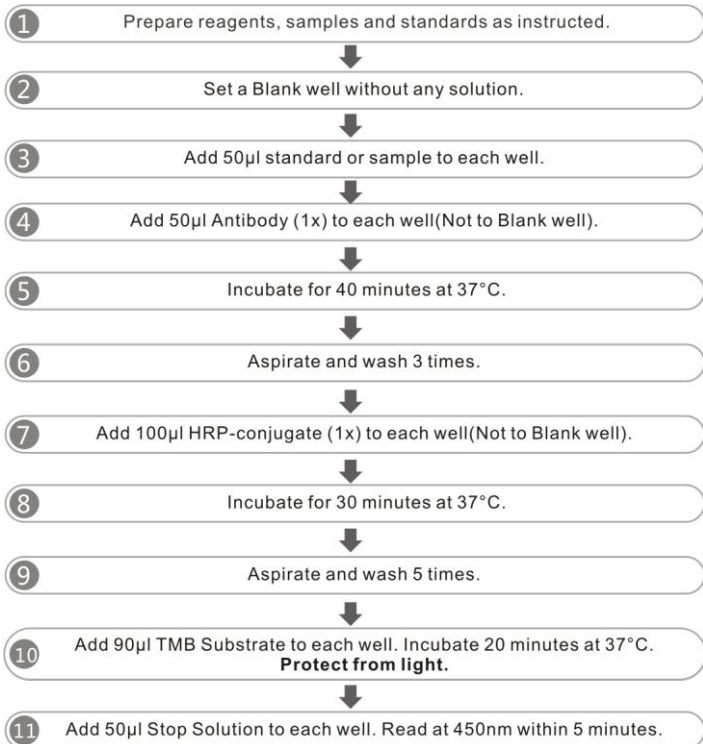 1 Prepare reagents, samples and standards as instructed.
2 Set a Blank well without any solution.
3 Add 50µl standard or sample to each well.
4 Add 50µl Antibody (1x) to each well(Not to Blank well).
5 Incubate for 40 minutes at 37°C.
6 Aspirate and wash 3 times.
7 Add 100µl HRP-conjugate (1x) to each well(Not to Blank well).
8 Incubate for 30 minutes at 37°C.
9 Aspirate and wash 5 times.
10 Add 90µl TMB Substrate to each well. Incubate 20 minutes at 37°C.
Protect from light.
11 Add 50µl Stop Solution to each well. Read at 450nm within 5 minutes.